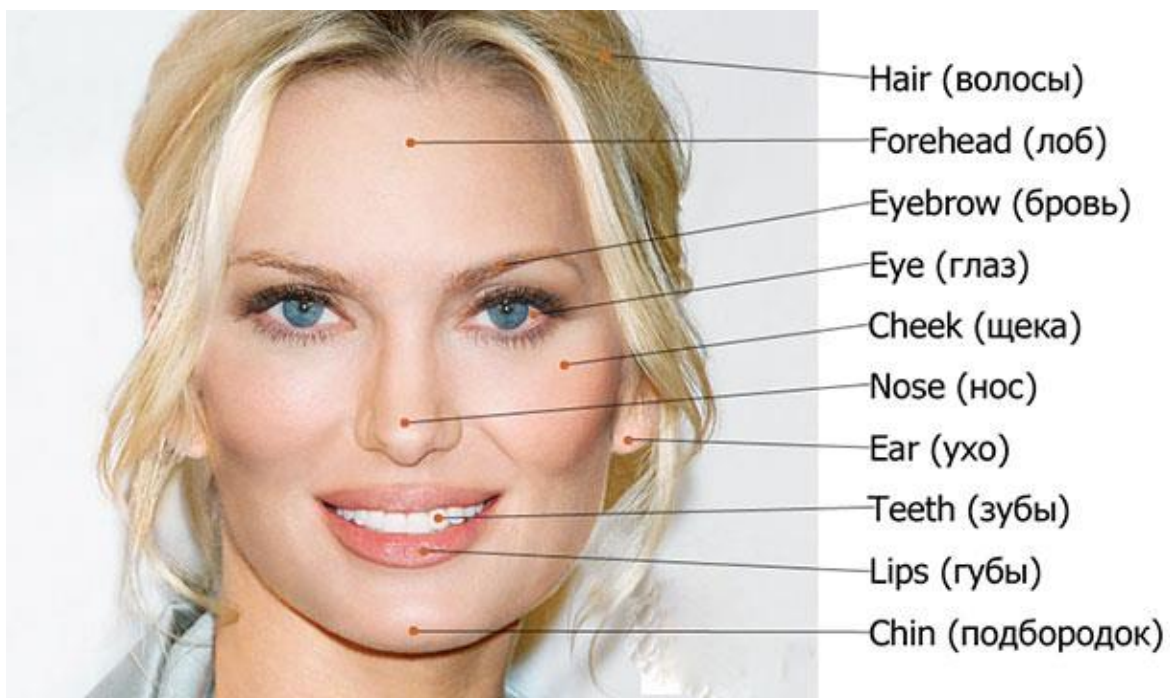 Hair (волосы)
Forehead (лоб)
Eyebrow (бровь)
Eye (глаз)
Cheek (щека)
Nose (нос)
Ear (ухо)
Teeth (зубы)
Lips (губы)
Chin (подбородок)